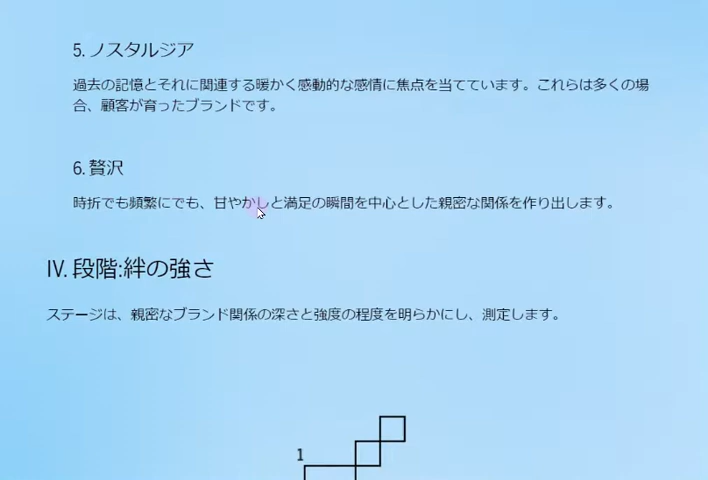 5. ノスタルジア
過去の記憶とそれに関連する暖かく感動的な感情に焦点を当てています。これらは多くの場
合、顧客が育ったブランドです。
6. 贅沢
時折でも頻繁にでも、甘やかしと満足の瞬間を中心とした親密な関係を作り出します。
IV. 段階:絆の強さ
ステージは、親密なブランド関係の深さと強度の程度を明らかにし、測定します。
1